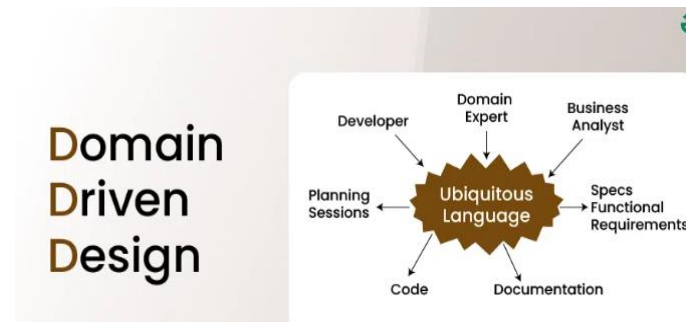 Domain
Driven
Design
Developer
Domain
Expert
Business
Analyst
Planning
Sessions
Ubiquitous
Language
Specs
Functional
Requirements
Code
Documentation